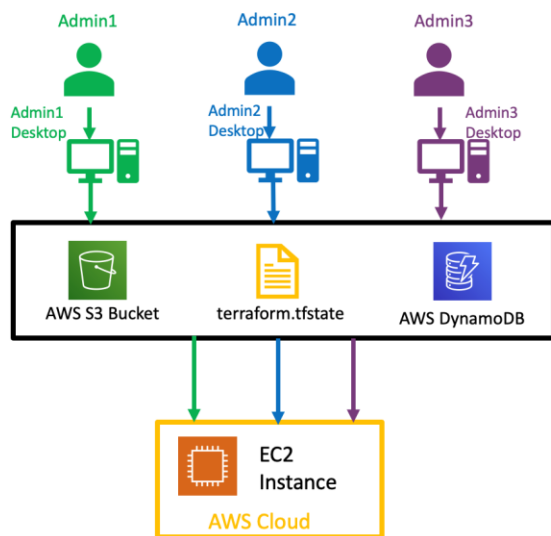 Admin1
Admin2
Admin3
Admin1
Desktop
Admin2
Desktop
Admin3
Desktop
AWS S3 Bucket
terraform.tfstate
AWS DynamoDB
EC2
Instance
AWS Cloud